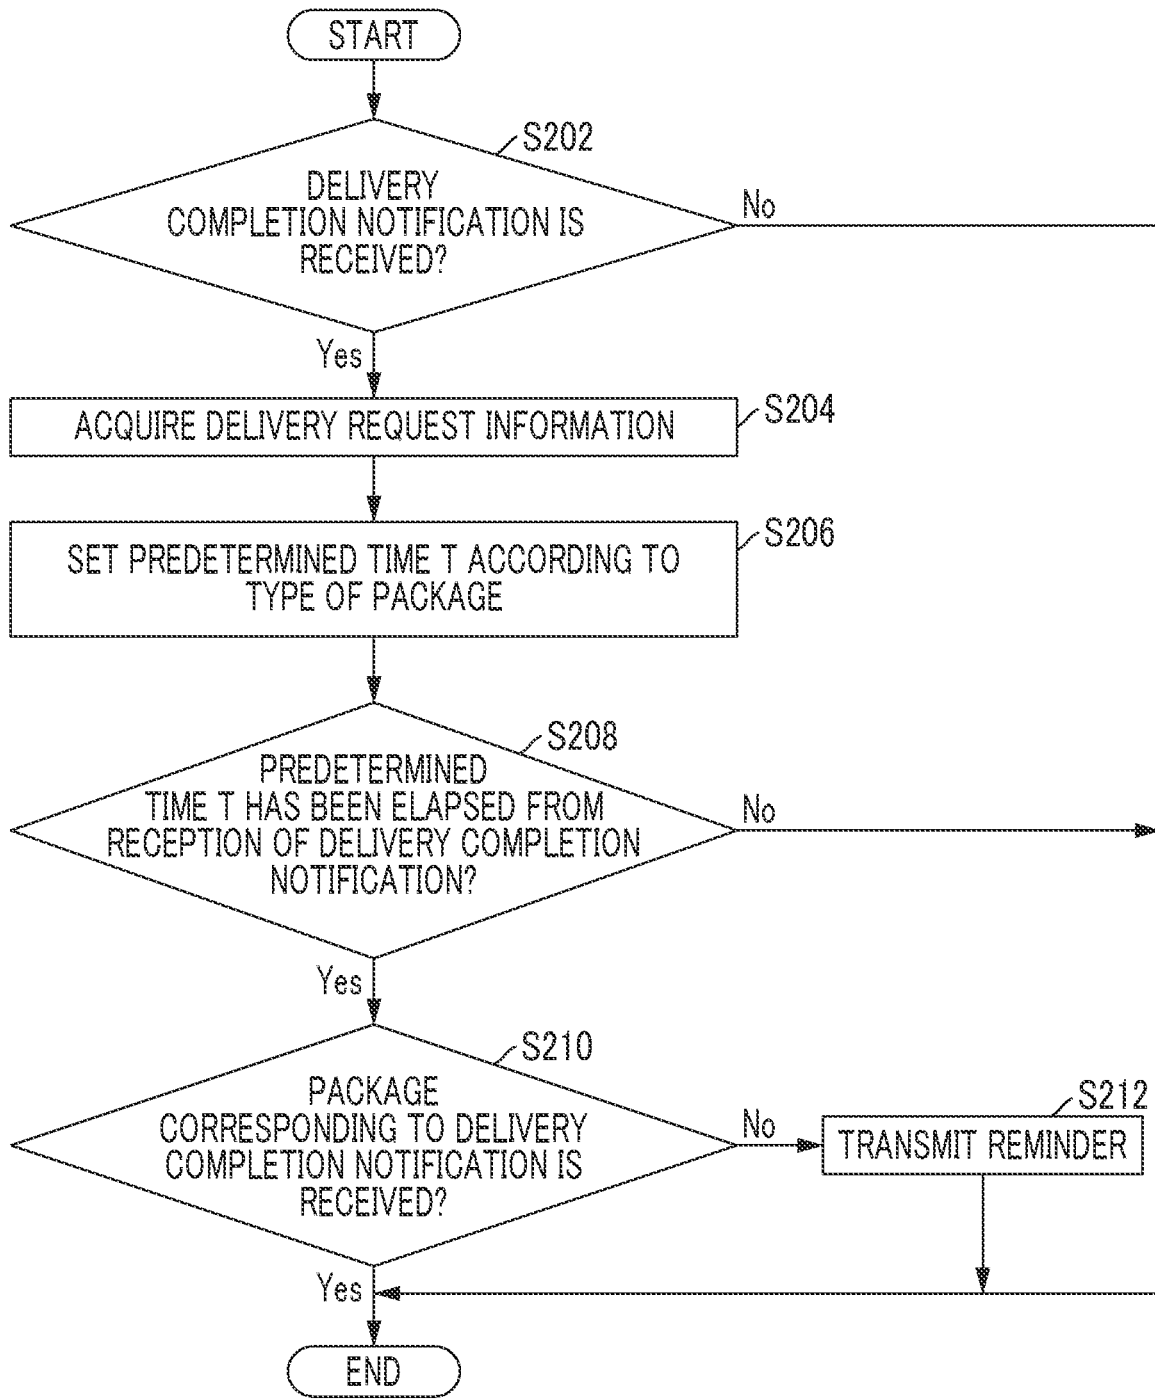 START
S202
DELIVERY
COMPLETION NOTIFICATION IS
RECEIVED?
No
Yes
S204
ACQUIRE DELIVERY REQUEST INFORMATION
S206
SET PREDETERMINED TIME T ACCORDING TO
TYPE OF PACKAGE
S208
PREDETERMINED
TIME T HAS BEEN ELAPSED FROM
RECEPTION OF DELIVERY COMPLETION
NOTIFICATION?
No
Yes
S210
PACKAGE
CORRESPONDING TO DELIVERY
COMPLETION NOTIFICATION IS
RECEIVED?
No
S212
TRANSMIT REMINDER
Yes
END